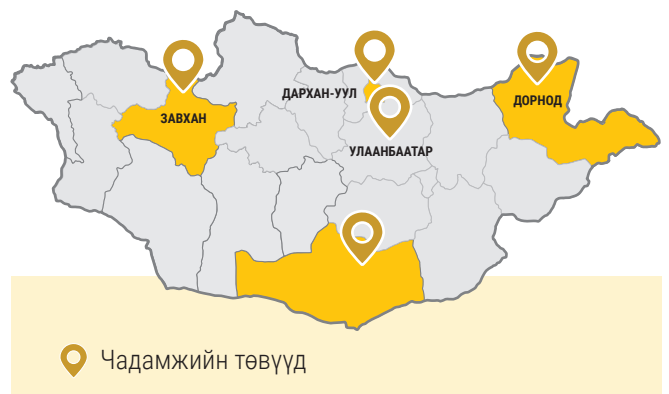 ДАРХАН-УУЛ
ДОРНОД
ЗАВХАН
УЛААНБААТАР
Чадамжийн төвүүд